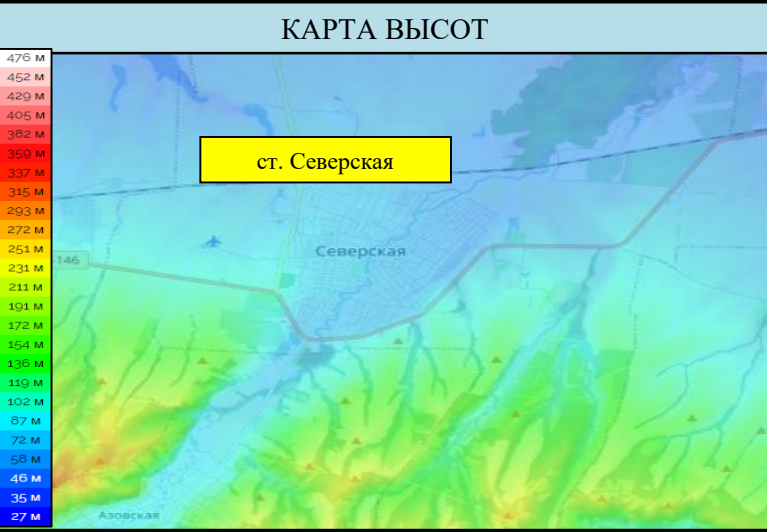 КАРТА ВЫСОТ
476 м
452 м
429 м
405 м
382 м
359 м
337 м
315 м
293 м
272 м
251 м
231 м
211 м
191 м
172 м
154 м
136 м
119 м
102 м
87 м
72 м
58 м
46 м
35 м
27 м
ст. Северская
Северская
146
Азовская